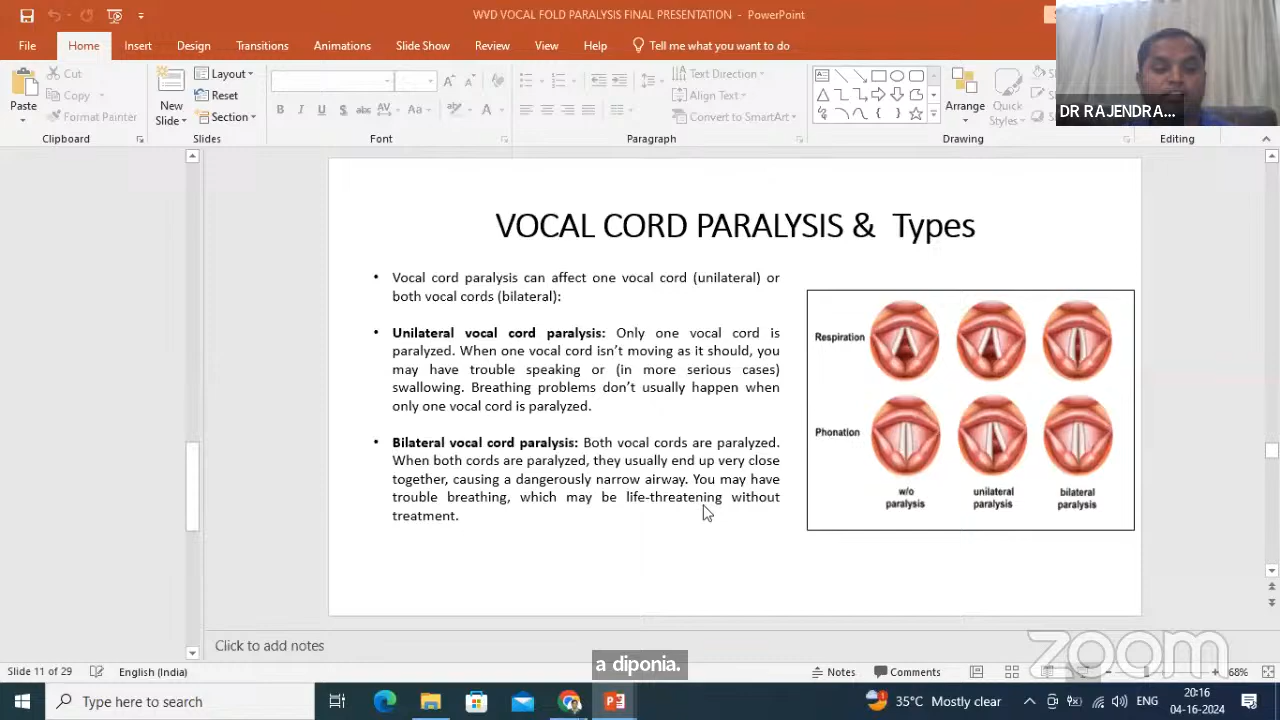 WVD VOCAL FOLD PARALYSIS FINAL PRESENTATION - PowerPoint
File Home Insert Design Transitions Animations Slide Show Review View Help Tell me what you want to do
Paste
Cut
Copy
Format Painter
New
Slide
Layout
Reset
Section
Text Direction
Align Text
Convert to SmartArt
Arrange
Quick
Styles
DR RAJENDRA...
Clipboard Slides Font Paragraph Drawing Editing
VOCAL CORD PARALYSIS & Types
• Vocal cord paralysis can affect one vocal cord (unilateral) or
both vocal cords (bilateral):
• Unilateral vocal cord paralysis: Only one vocal cord is
paralyzed. When one vocal cord isn't moving as it should, you
may have trouble speaking or (in more serious cases)
swallowing. Breathing problems don't usually happen when
only one vocal cord is paralyzed.
• Bilateral vocal cord paralysis: Both vocal cords are paralyzed.
When both cords are paralyzed, they usually end up very close
together, causing a dangerously narrow airway. You may have
trouble breathing, which may be life-threatening without
treatment.
Respiration
Phonation
w/o
paralysis
unilateral
paralysis
bilateral
paralysis
Click to add notes
zoom
a diponia.
Slide 11 of 29 English (India) Notes Comments 68%
Type here to search
35°C Mostly clear
ENG
20:16
04-16-2024